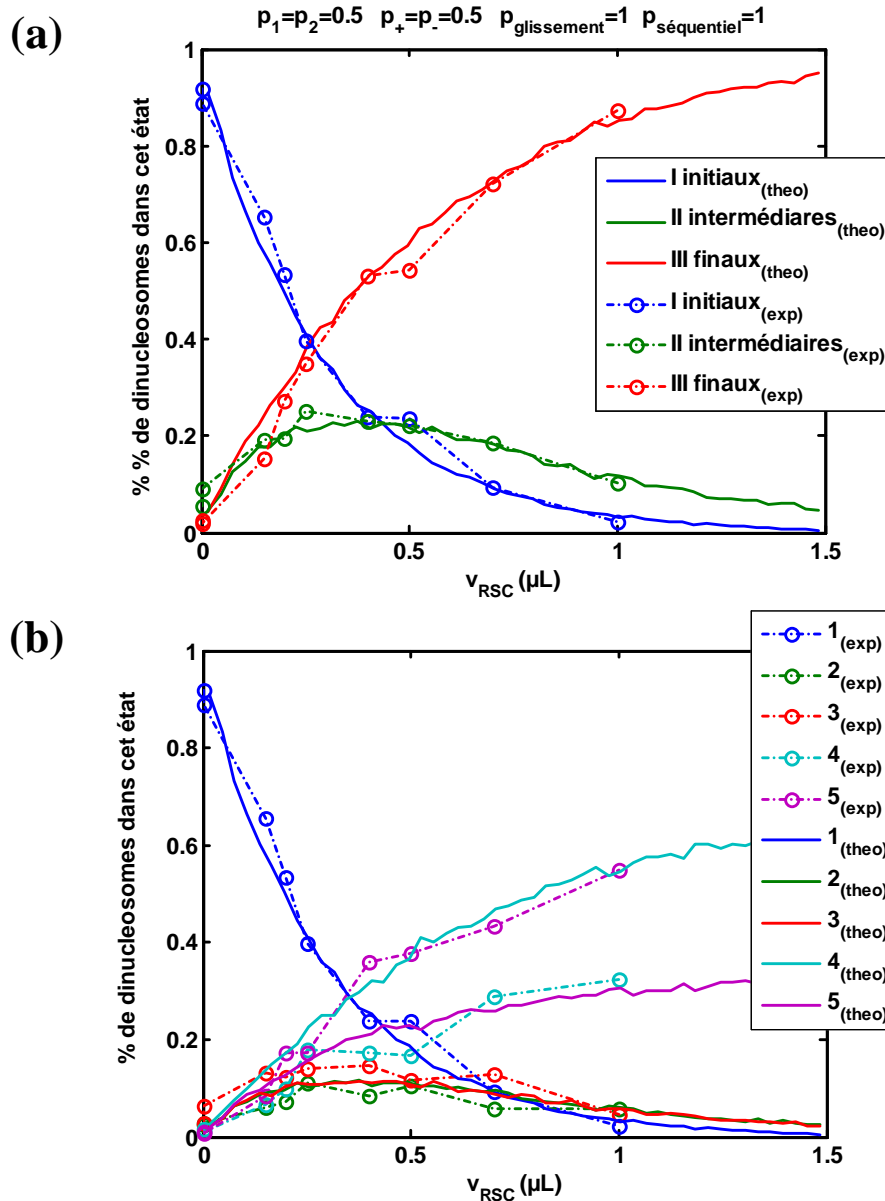 (a)
p1=p2=0.5 p+=p-=0.5 pglissement=1 pséquentiel=1
1
0.8
0.6
0.4
0.2
0
% % de dinucleosomes dans cet état
0 0.5 1 1.5
vRSC (µL)
I initiaux(theo)
II intermédiares(theo)
III finaux(theo)
I initiaux(exp)
II intermédiaires(exp)
III finaux(exp)
(b)
1
0.8
0.6
0.4
0.2
0
% de dinucleosomes dans cet état
0 0.5 1 1.5
vRSC (µL)
1(exp)
2(exp)
3(exp)
4(exp)
5(exp)
1(theo)
2(theo)
3(theo)
4(theo)
5(theo)